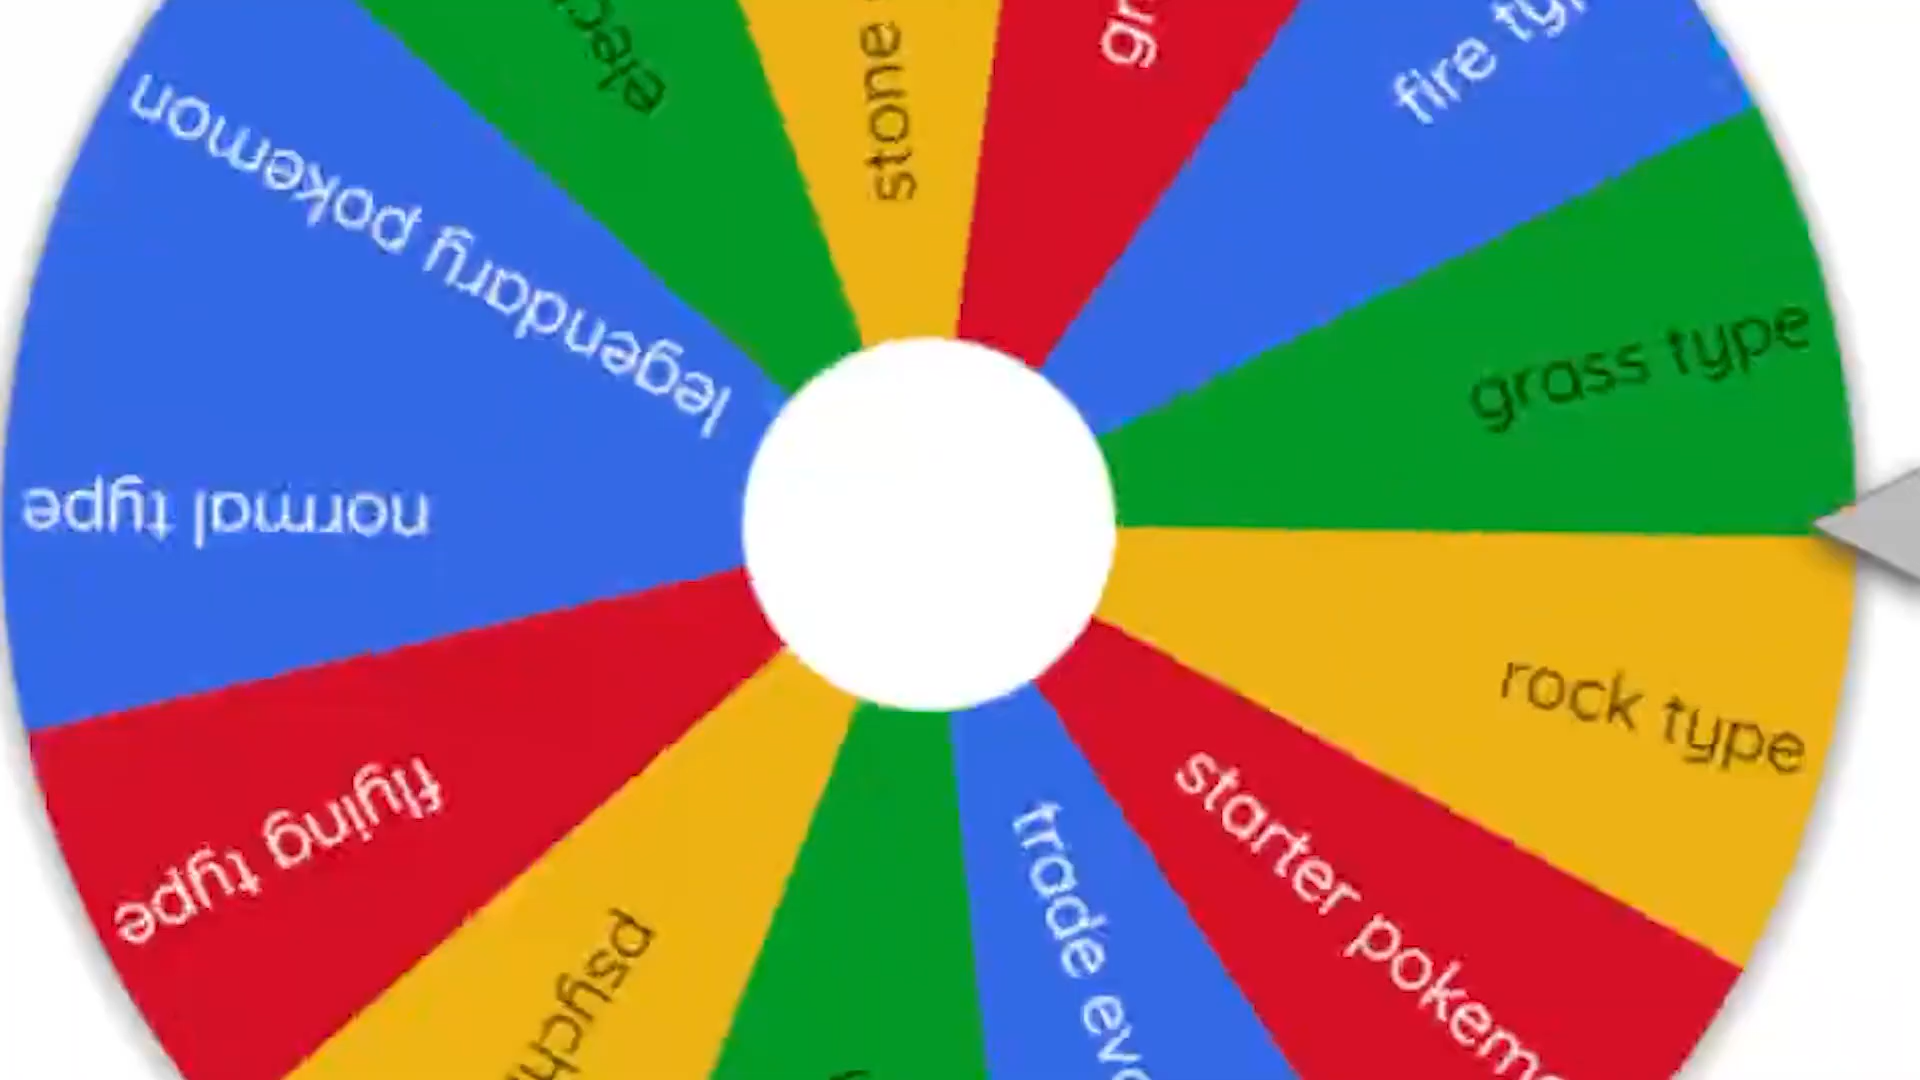 stone
fire
grass type
rock type
starter
trade
flying type
normal type
legendary pokemon